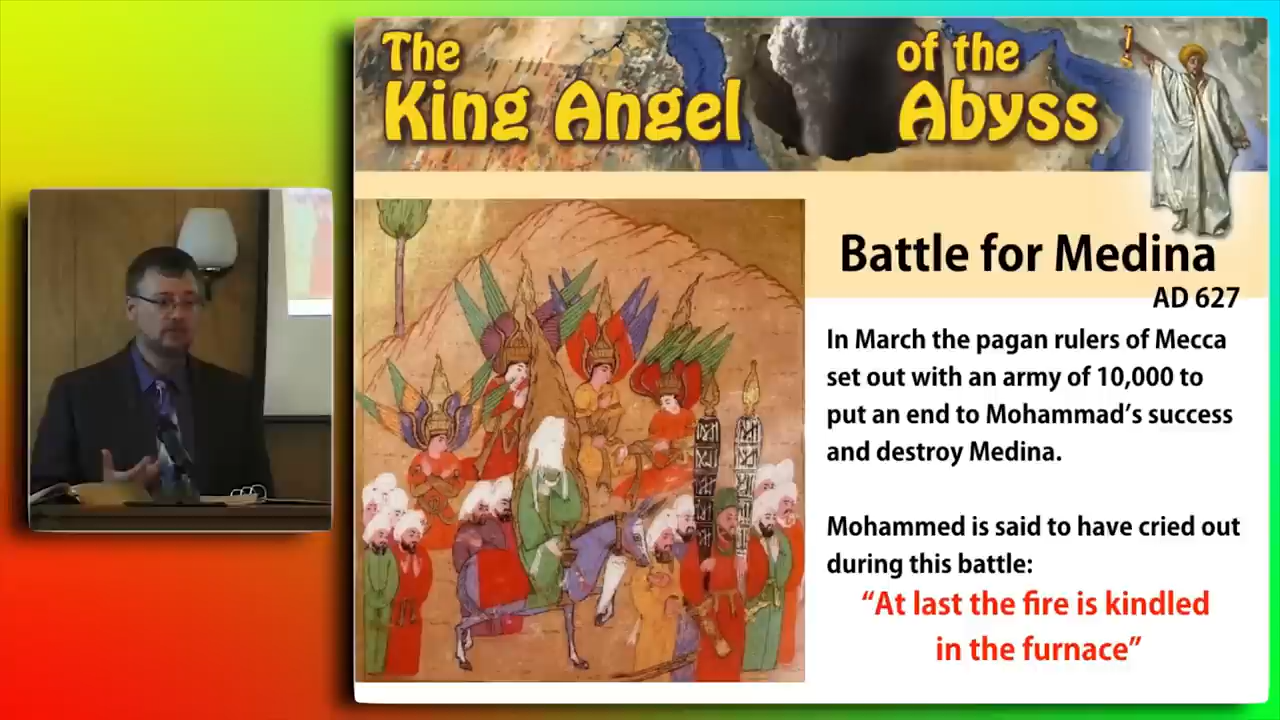 The of the
King Angel Abyss
Battle for Medina
AD 627
In March the pagan rulers of Mecca
set out with an army of 10,000 to
put an end to Mohammad’s success
and destroy Medina.
Mohammed is said to have cried out
during this battle:
“At last the fire is kindled
in the furnace”